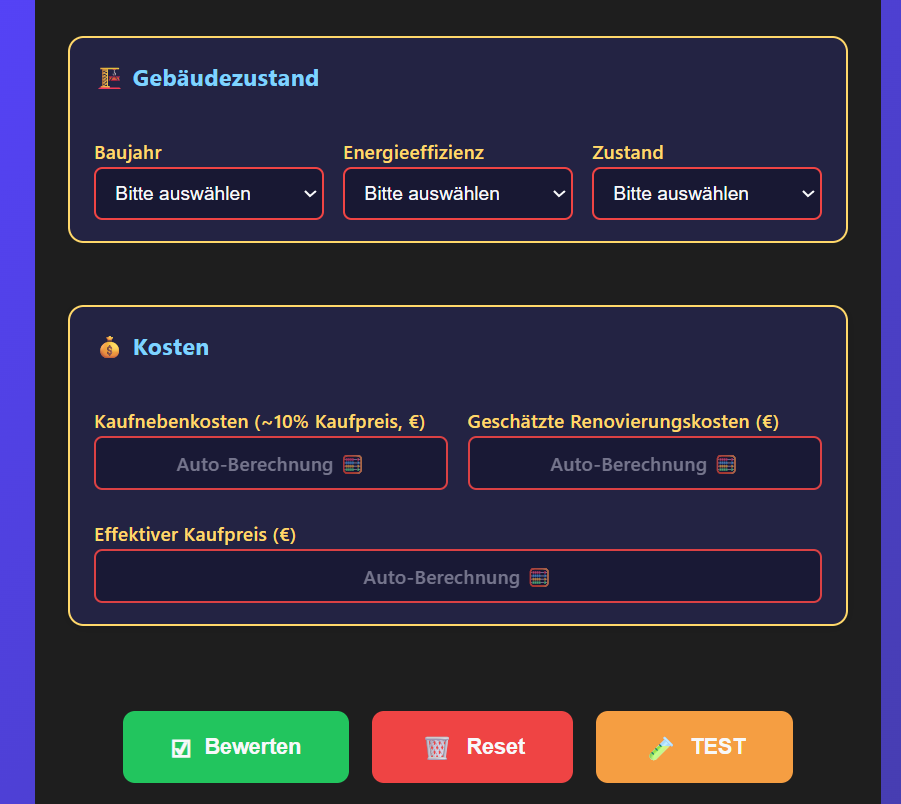 Gebäudezustand
Baujahr Energieeffizienz Zustand
Bitte auswählen Bitte auswählen Bitte auswählen
Kosten
Kaufnebenkosten (~10% Kaufpreis, €) Geschätzte Renovierungskosten (€)
Auto-Berechnung 🧮 Auto-Berechnung 🧮
Effektiver Kaufpreis (€)
Auto-Berechnung 🧮
Bewerten Reset TEST